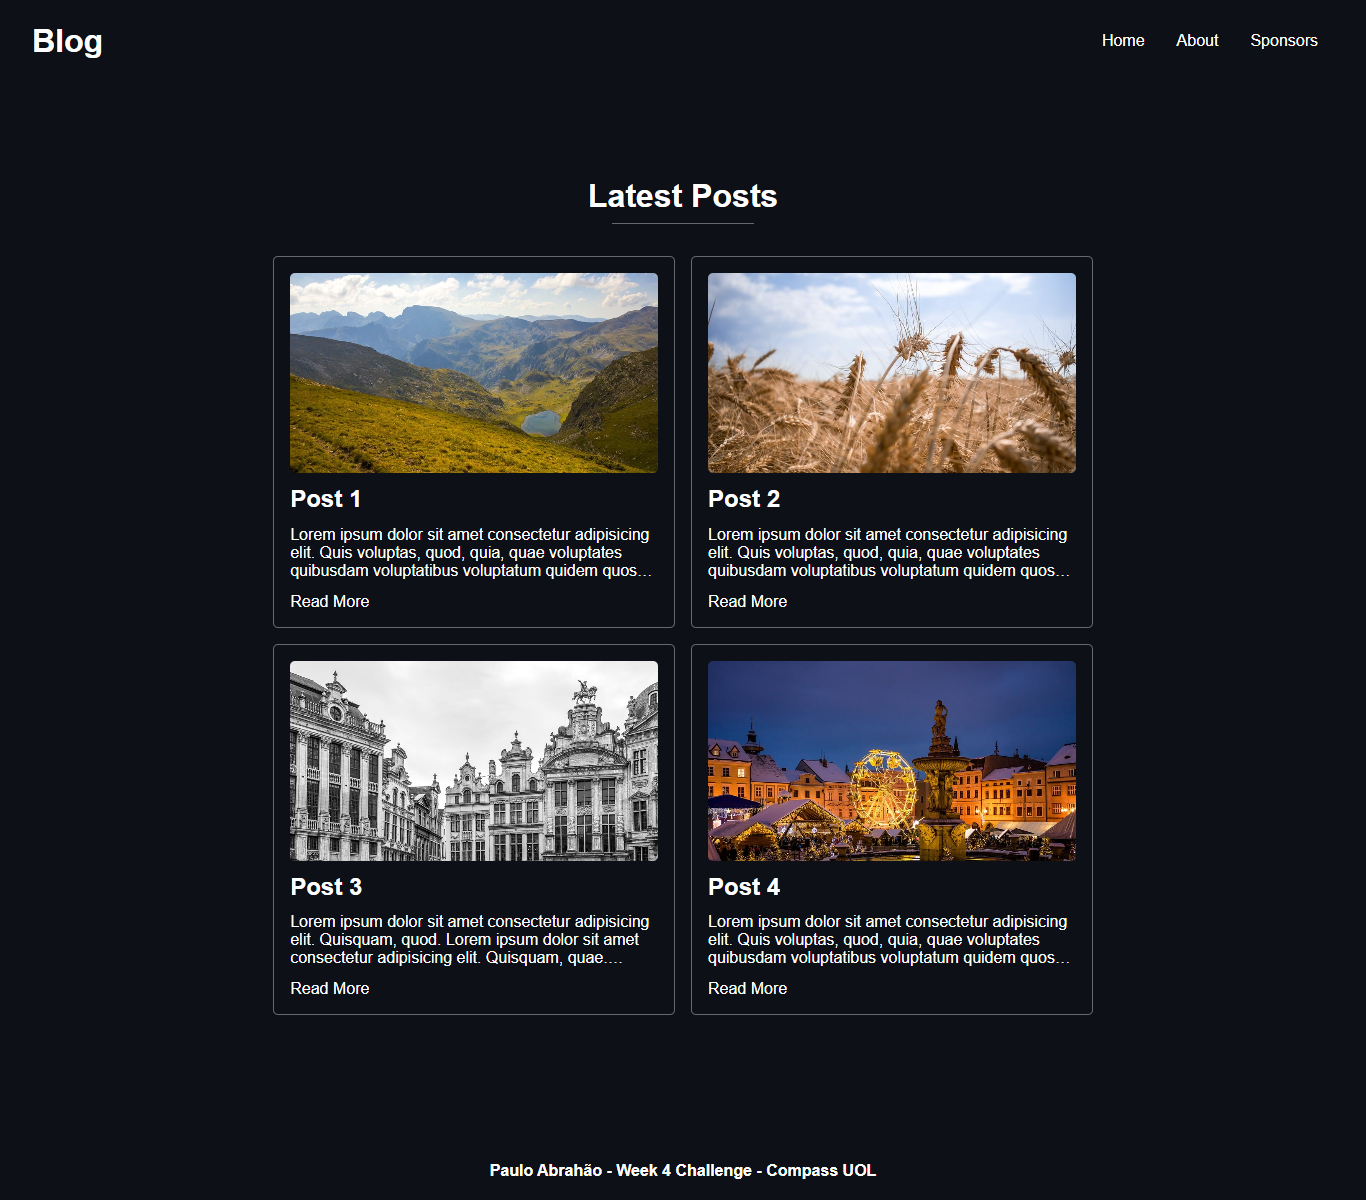 Blog
Home About Sponsors
Latest Posts
Post 1
Lorem ipsum dolor sit amet consectetur adipisicing
elit. Quis voluptas, quod, quia, quae voluptates
quibusdam voluptatibus voluptatum quidem quos…
Read More
Post 2
Lorem ipsum dolor sit amet consectetur adipisicing
elit. Quis voluptas, quod, quia, quae voluptates
quibusdam voluptatibus voluptatum quidem quos…
Read More
Post 3
Lorem ipsum dolor sit amet consectetur adipisicing
elit. Quisquam, quod. Lorem ipsum dolor sit amet
consectetur adipisicing elit. Quisquam, quae.…
Read More
Post 4
Lorem ipsum dolor sit amet consectetur adipisicing
elit. Quis voluptas, quod, quia, quae voluptates
quibusdam voluptatibus voluptatum quidem quos…
Read More
Paulo Abrahão - Week 4 Challenge - Compass UOL